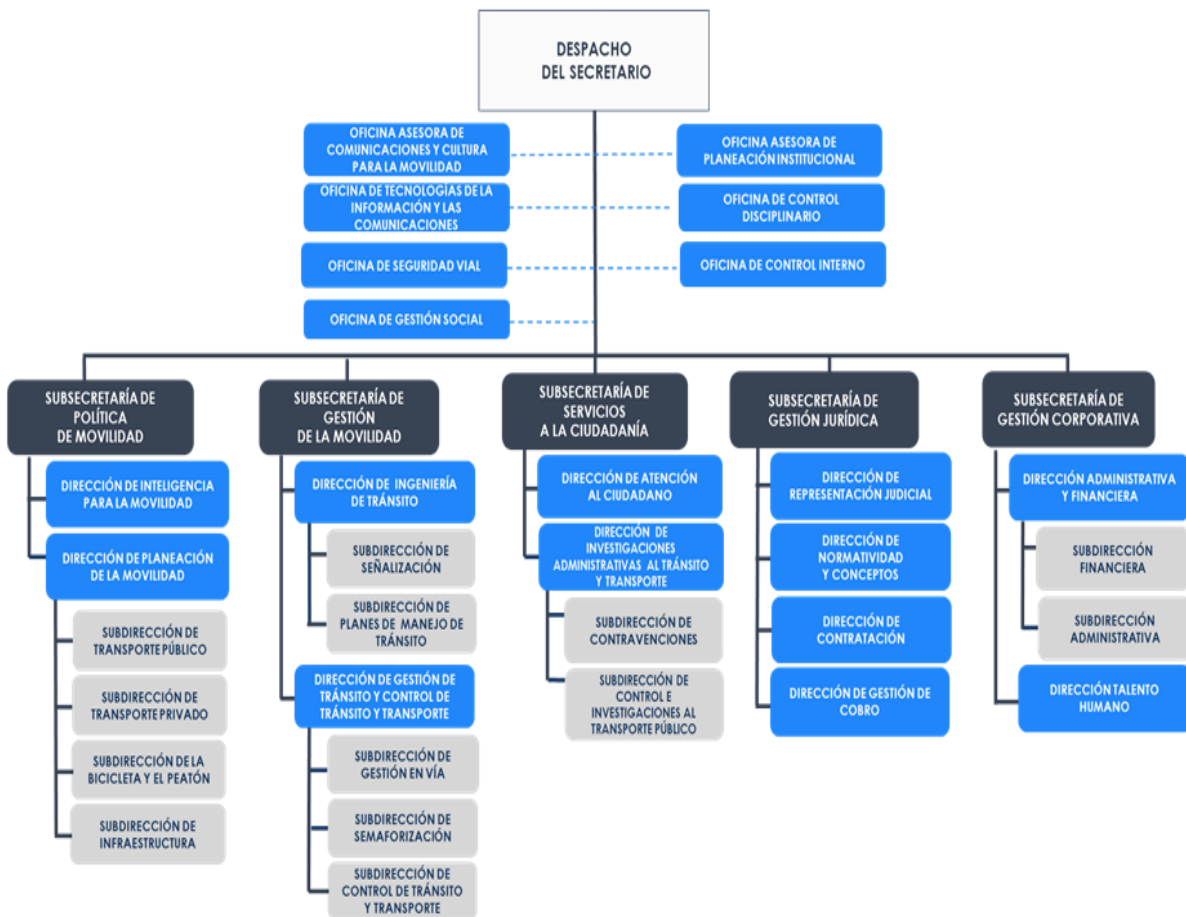 DESPACHO
DEL SECRETARIO
OFICINA ASESORA DE
COMUNICACIONES Y CULTURA
PARA LA MOVILIDAD
OFICINA ASESORA DE
PLANEACIÓN INSTITUCIONAL
OFICINA DE TECNOLOGÍAS DE LA
INFORMACIÓN Y LAS
COMUNICACIONES
OFICINA DE CONTROL
DISCIPLINARIO
OFICINA DE SEGURIDAD VIAL
OFICINA DE CONTROL INTERNO
OFICINA DE GESTIÓN SOCIAL
SUBSECRETARÍA DE
POLÍTICA
DE MOVILIDAD
DIRECCIÓN DE INTELIGENCIA
PARA LA MOVILIDAD
DIRECCIÓN DE PLANEACIÓN
DE LA MOVILIDAD
SUBDIRECCIÓN DE
TRANSPORTE PÚBLICO
SUBDIRECCIÓN DE
TRANSPORTE PRIVADO
SUBDIRECCIÓN DE LA
BICICLETA Y EL PEATÓN
SUBDIRECCIÓN DE
INFRAESTRUCTURA
SUBSECRETARÍA DE
GESTIÓN
DE LA MOVILIDAD
DIRECCIÓN DE INGENIERÍA
DE TRÁNSITO
SUBDIRECCIÓN DE
SEÑALIZACIÓN
SUBDIRECCIÓN DE
PLANES DE MANEJO DE
TRÁNSITO
DIRECCIÓN DE GESTIÓN DE
TRÁNSITO Y CONTROL DE
TRÁNSITO Y TRANSPORTE
SUBDIRECCIÓN DE
GESTIÓN EN VÍA
SUBDIRECCIÓN DE
SEMAFORIZACIÓN
SUBDIRECCIÓN DE
CONTROL DE TRÁNSITO
Y TRANSPORTE
SUBSECRETARÍA DE
SERVICIOS
A LA CIUDADANÍA
DIRECCIÓN DE ATENCIÓN
AL CIUDADANO
DIRECCIÓN DE
INVESTIGACIONES
ADMINISTRATIVAS AL TRÁNSITO
Y TRANSPORTE
SUBDIRECCIÓN DE
CONTRAVENCIONES
SUBDIRECCIÓN DE
CONTROL E
INVESTIGACIONES AL
TRANSPORTE PÚBLICO
SUBSECRETARÍA DE
GESTIÓN JURÍDICA
DIRECCIÓN DE
REPRESENTACIÓN JUDICIAL
DIRECCIÓN DE
NORMATIVIDAD
Y CONCEPTOS
DIRECCIÓN DE
CONTRATACIÓN
DIRECCIÓN DE GESTIÓN DE
COBRO
SUBSECRETARÍA DE
GESTIÓN CORPORATIVA
DIRECCIÓN ADMINISTRATIVA
Y FINANCIERA
SUBDIRECCIÓN
FINANCIERA
SUBDIRECCIÓN
ADMINISTRATIVA
DIRECCIÓN TALENTO
HUMANO